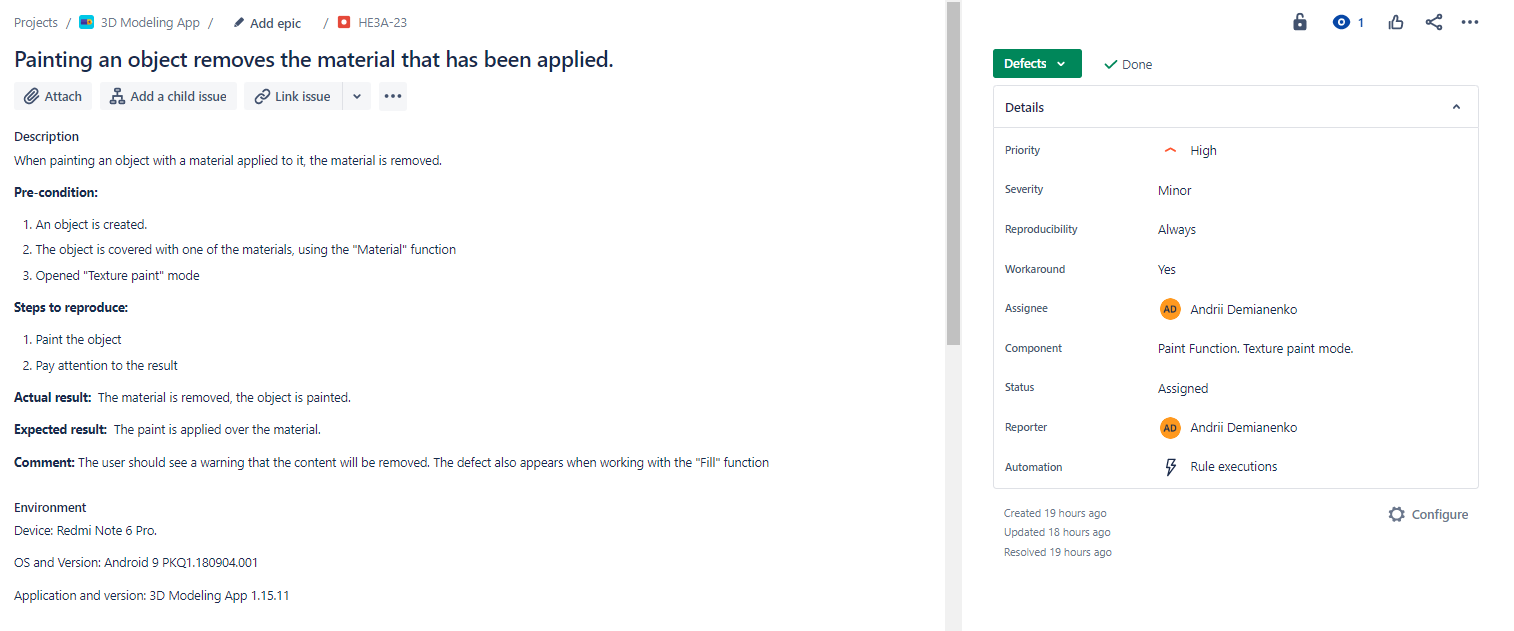 Projects / 3D Modeling App / Add epic / HE3A-23
Painting an object removes the material that has been applied.
Attach Add a child issue Link issue
Description
When painting an object with a material applied to it, the material is removed.
Pre-condition:
1. An object is created.
2. The object is covered with one of the materials, using the "Material" function
3. Opened "Texture paint" mode
Steps to reproduce:
1. Paint the object
2. Pay attention to the result
Actual result: The material is removed, the object is painted.
Expected result: The paint is applied over the material.
Comment: The user should see a warning that the content will be removed. The defect also appears when working with the "Fill" function
Environment
Device: Redmi Note 6 Pro.
OS and Version: Android 9 PKQ1.180904.001
Application and version: 3D Modeling App 1.15.11
1
Defects Done
Details
Priority High
Severity Minor
Reproducibility Always
Workaround Yes
Assignee AD Andrii Demianenko
Component Paint Function. Texture paint mode.
Status Assigned
Reporter AD Andrii Demianenko
Automation Rule executions
Created 19 hours ago Configure
Updated 18 hours ago
Resolved 19 hours ago